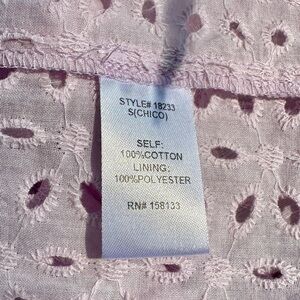 STYLE# 18233
S(CHICO)
SELF:
100%COTTON
LINING:
100%POLYESTER
RN# 158133